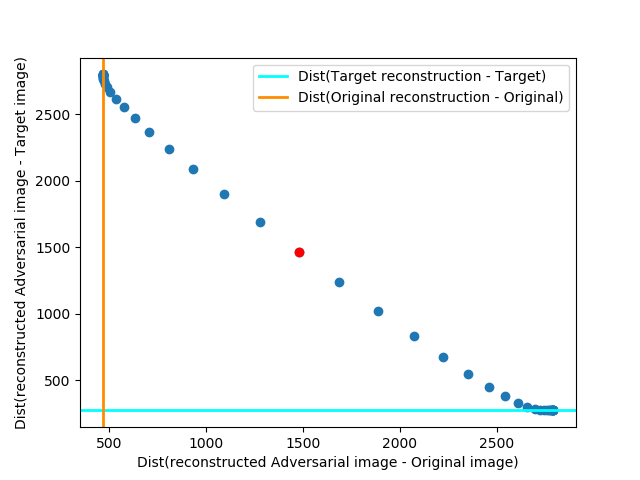 Dist(Target reconstruction - Target)
Dist(Original reconstruction - Original)
Dist(reconstructed Adversarial image - Target image)
2500
2000
1500
1000
500
500
1000
1500
2000
2500
Dist(reconstructed Adversarial image - Original image)